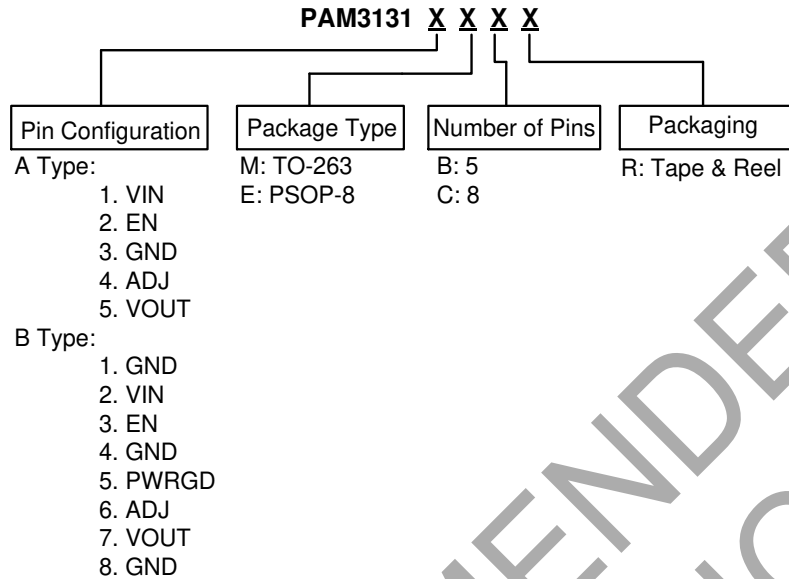 PAM3131 X X X X
Pin Configuration
A Type:
1. VIN
2. EN
3. GND
4. ADJ
5. VOUT
B Type:
1. GND
2. VIN
3. EN
4. GND
5. PWRGD
6. ADJ
7. VOUT
8. GND
Package Type
M: TO-263
E: PSOP-8
Number of Pins
B: 5
C: 8
Packaging
R: Tape & Reel